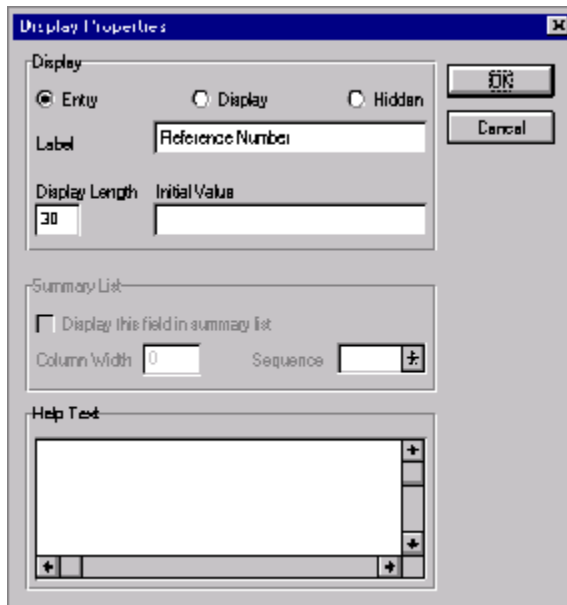 Display Properties
Display
Entry Display Hidden
OK
Cancel
Label Reference Number
Display Length Initial Value
30
Summary List
Display this field in summary list
Column Width 0 Sequence
Help Text